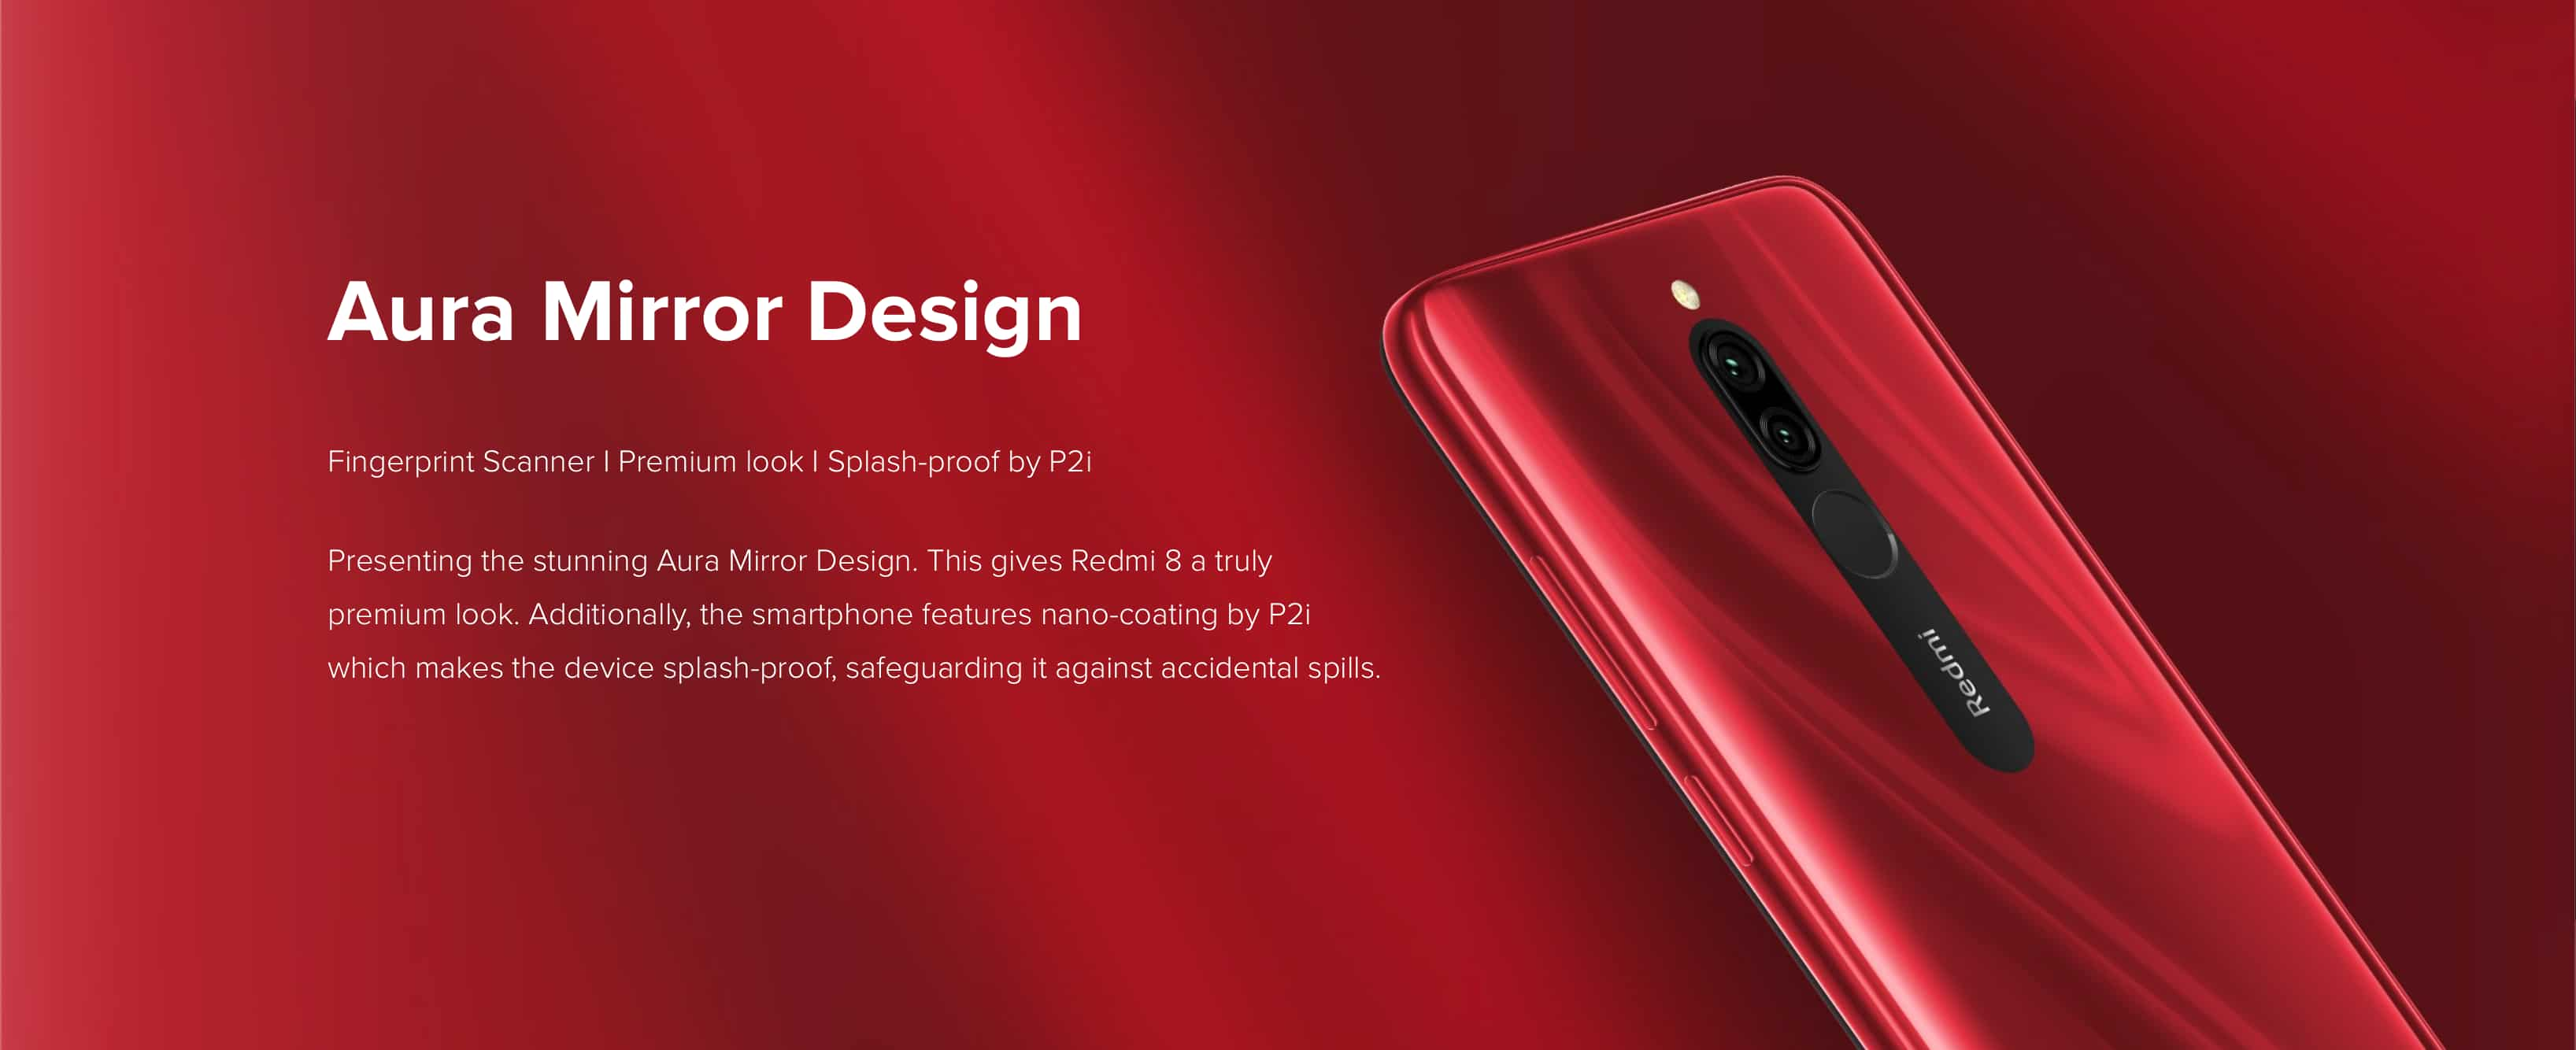 Aura Mirror Design
Fingerprint Scanner I Premium look I Splash-proof by P2i
Presenting the stunning Aura Mirror Design. This gives Redmi 8 a truly
premium look. Additionally, the smartphone features nano-coating by P2i
which makes the device splash-proof, safeguarding it against accidental spills.
Redmi